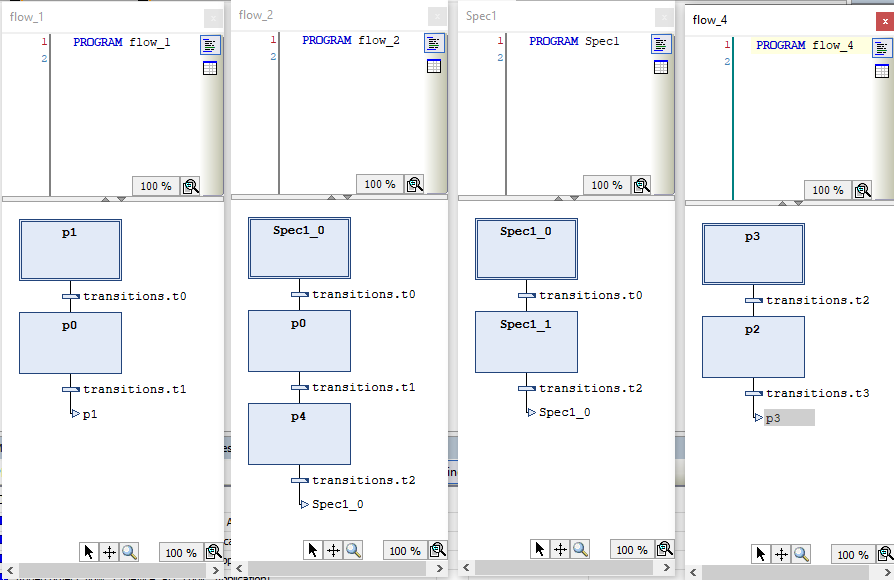 flow_1
1 PROGRAM flow_1
2
100 %
p1
transitions.t0
p0
transitions.t1
p1
100 %
flow_2
1 PROGRAM flow_2
2
100 %
Spec1_0
transitions.t0
p0
transitions.t1
p4
transitions.t2
Spec1_0
100 %
Spec1
1 PROGRAM Spec1
2
100 %
Spec1_0
transitions.t0
Spec1_1
transitions.t2
Spec1_0
100 %
flow_4
1 PROGRAM flow_4
2
100 %
p3
transitions.t2
p2
transitions.t3
p3
100 %